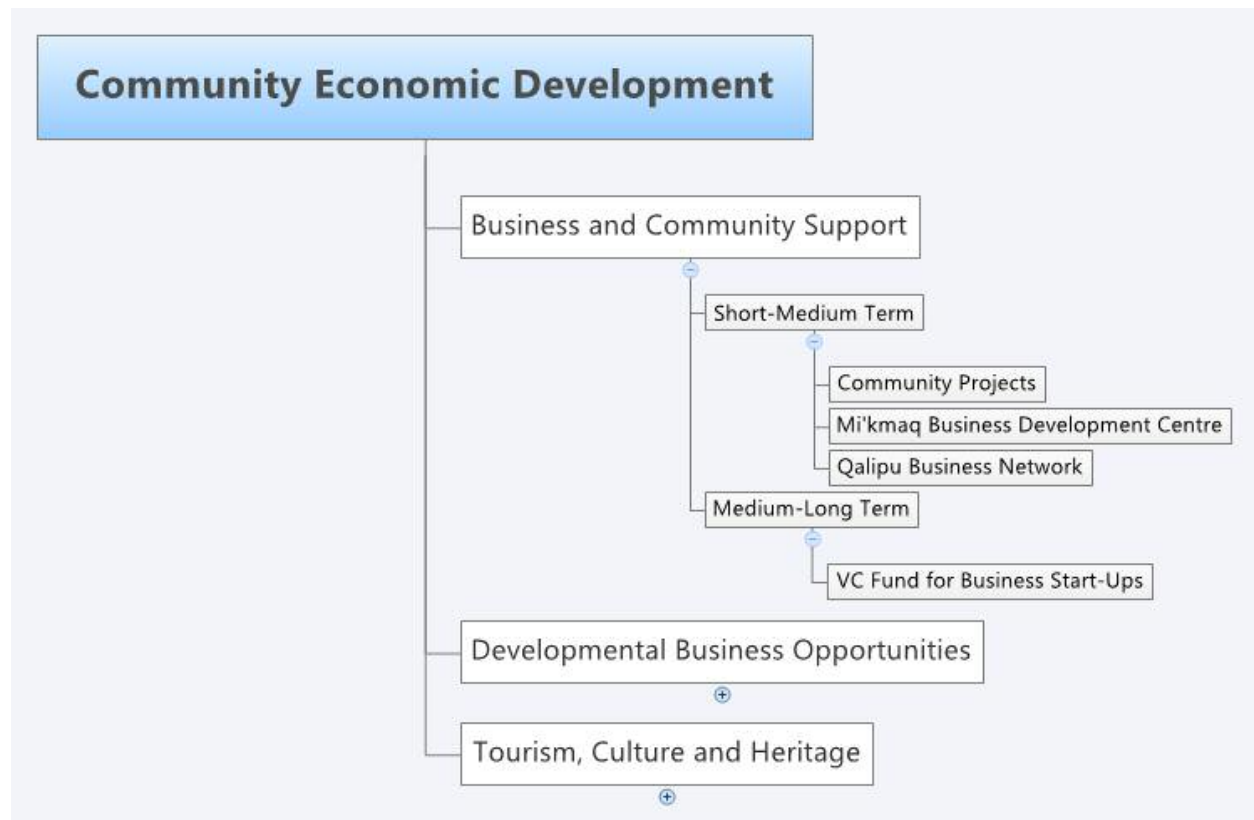 Community Economic Development
Business and Community Support
Short-Medium Term
Community Projects
Mi'kmaq Business Development Centre
Qalipu Business Network
Medium-Long Term
VC Fund for Business Start-Ups
Developmental Business Opportunities
Tourism, Culture and Heritage